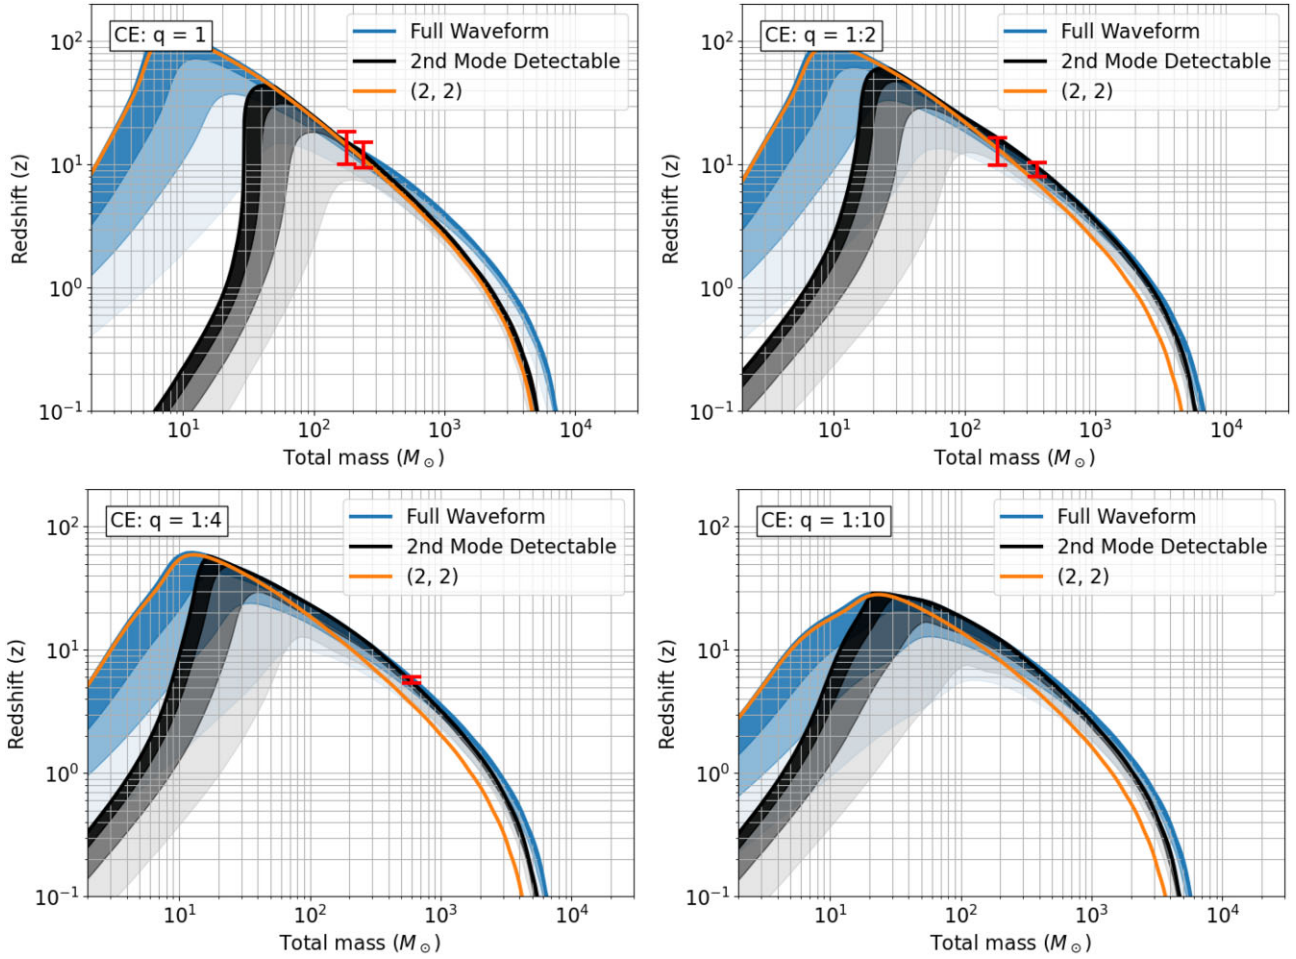 CE: q = 1
Full Waveform
2nd Mode Detectable
(2, 2)
10²
10¹
10⁰
10⁻¹
Redshift (z)
10¹ 10² 10³ 10⁴
Total mass (M⊙)
CE: q = 1:2
Full Waveform
2nd Mode Detectable
(2, 2)
10²
10¹
10⁰
10⁻¹
Redshift (z)
10¹ 10² 10³ 10⁴
Total mass (M⊙)
CE: q = 1:4
Full Waveform
2nd Mode Detectable
(2, 2)
10²
10¹
10⁰
10⁻¹
Redshift (z)
10¹ 10² 10³ 10⁴
Total mass (M⊙)
CE: q = 1:10
Full Waveform
2nd Mode Detectable
(2, 2)
10²
10¹
10⁰
10⁻¹
Redshift (z)
10¹ 10² 10³ 10⁴
Total mass (M⊙)